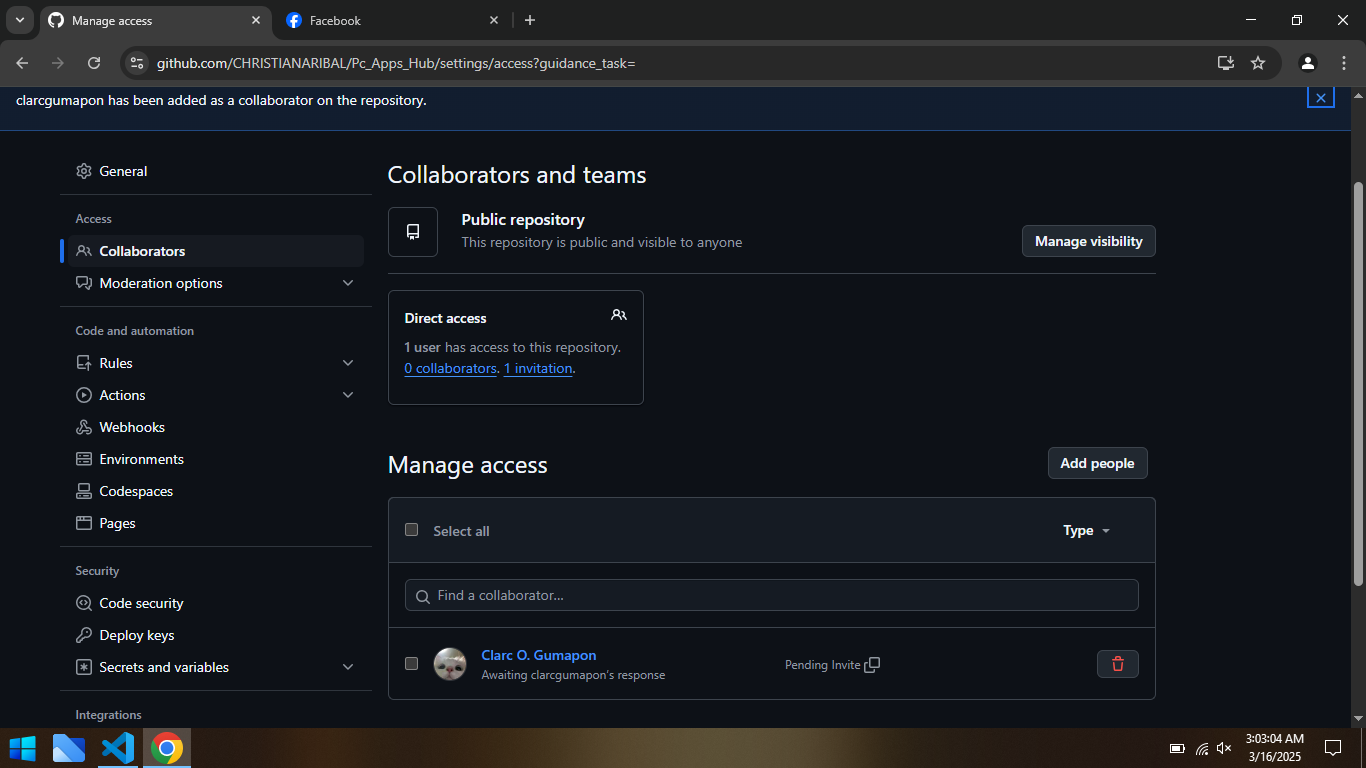 Manage access
Facebook
github.com/CHRISTIANARIBAL/Pc_Apps_Hub/settings/access?guidance_task=
clarcgumapon has been added as a collaborator on the repository.
General
Access
Collaborators
Moderation options
Code and automation
Rules
Actions
Webhooks
Environments
Codespaces
Pages
Security
Code security
Deploy keys
Secrets and variables
Integrations
Collaborators and teams
Public repository
This repository is public and visible to anyone
Manage visibility
Direct access
1 user has access to this repository.
0 collaborators. 1 invitation.
Manage access
Add people
Select all
Type
Find a collaborator...
Clarc O. Gumapon
Awaiting clarcgumapon's response
Pending Invite
3:03:04 AM
3/16/2025